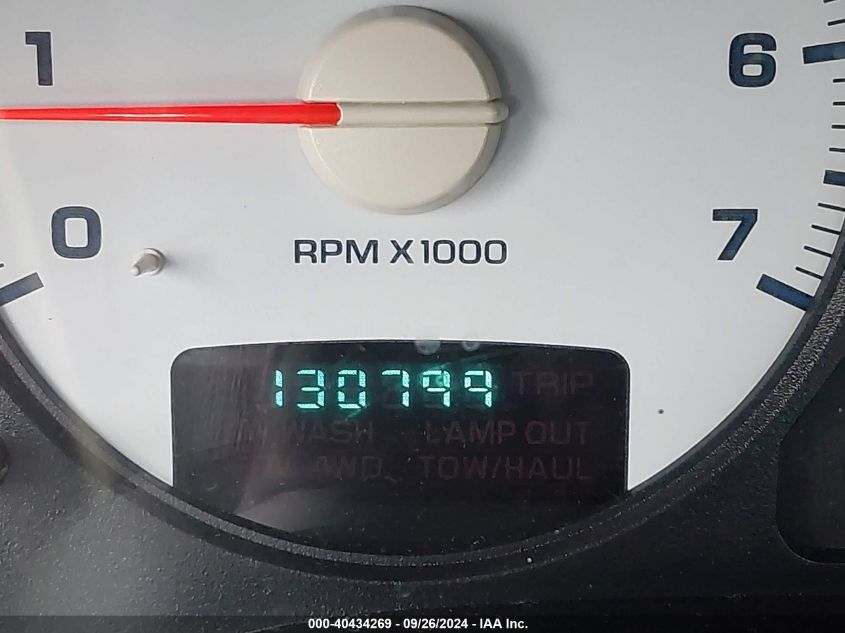 1 6
0 7
RPM X1000
130799 TRIP
WASH LAMP OUT
4WD TOW/HAUL
000-40434269 - 09/26/2024 - IAA Inc.